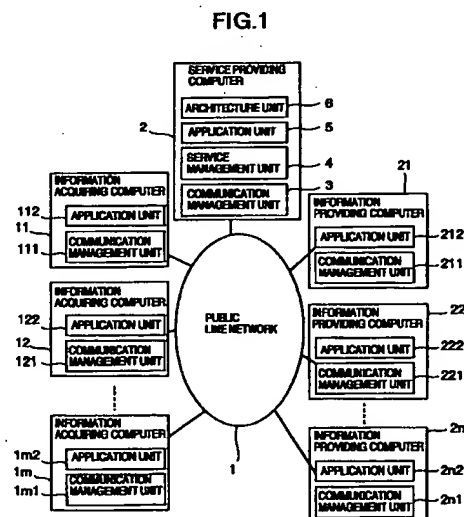 FIG.1
SERVICE PROVIDING
COMPUTER
ARCHITECTURE UNIT
6
APPLICATION UNIT
5
2
SERVICE
MANAGEMENT UNIT
4
COMMUNICATION
MANAGEMENT UNIT
3
INFORMATION
ACQUIRING COMPUTER
112
APPLICATION UNIT
11
111
COMMUNICATION
MANAGEMENT UNIT
21
INFORMATION
PROVIDING COMPUTER
APPLICATION UNIT
212
COMMUNICATION
MANAGEMENT UNIT
211
INFORMATION
ACQUIRING COMPUTER
122
APPLICATION UNIT
12
121
COMMUNICATION
MANAGEMENT UNIT
PUBLIC
LINE NETWORK
1
INFORMATION
PROVIDING COMPUTER
22
APPLICATION UNIT
222
COMMUNICATION
MANAGEMENT UNIT
221
INFORMATION
ACQUIRING COMPUTER
1m2
APPLICATION UNIT
1m
1m1
COMMUNICATION
MANAGEMENT UNIT
INFORMATION
PROVIDING COMPUTER
2n
APPLICATION UNIT
2n2
COMMUNICATION
MANAGEMENT UNIT
2n1